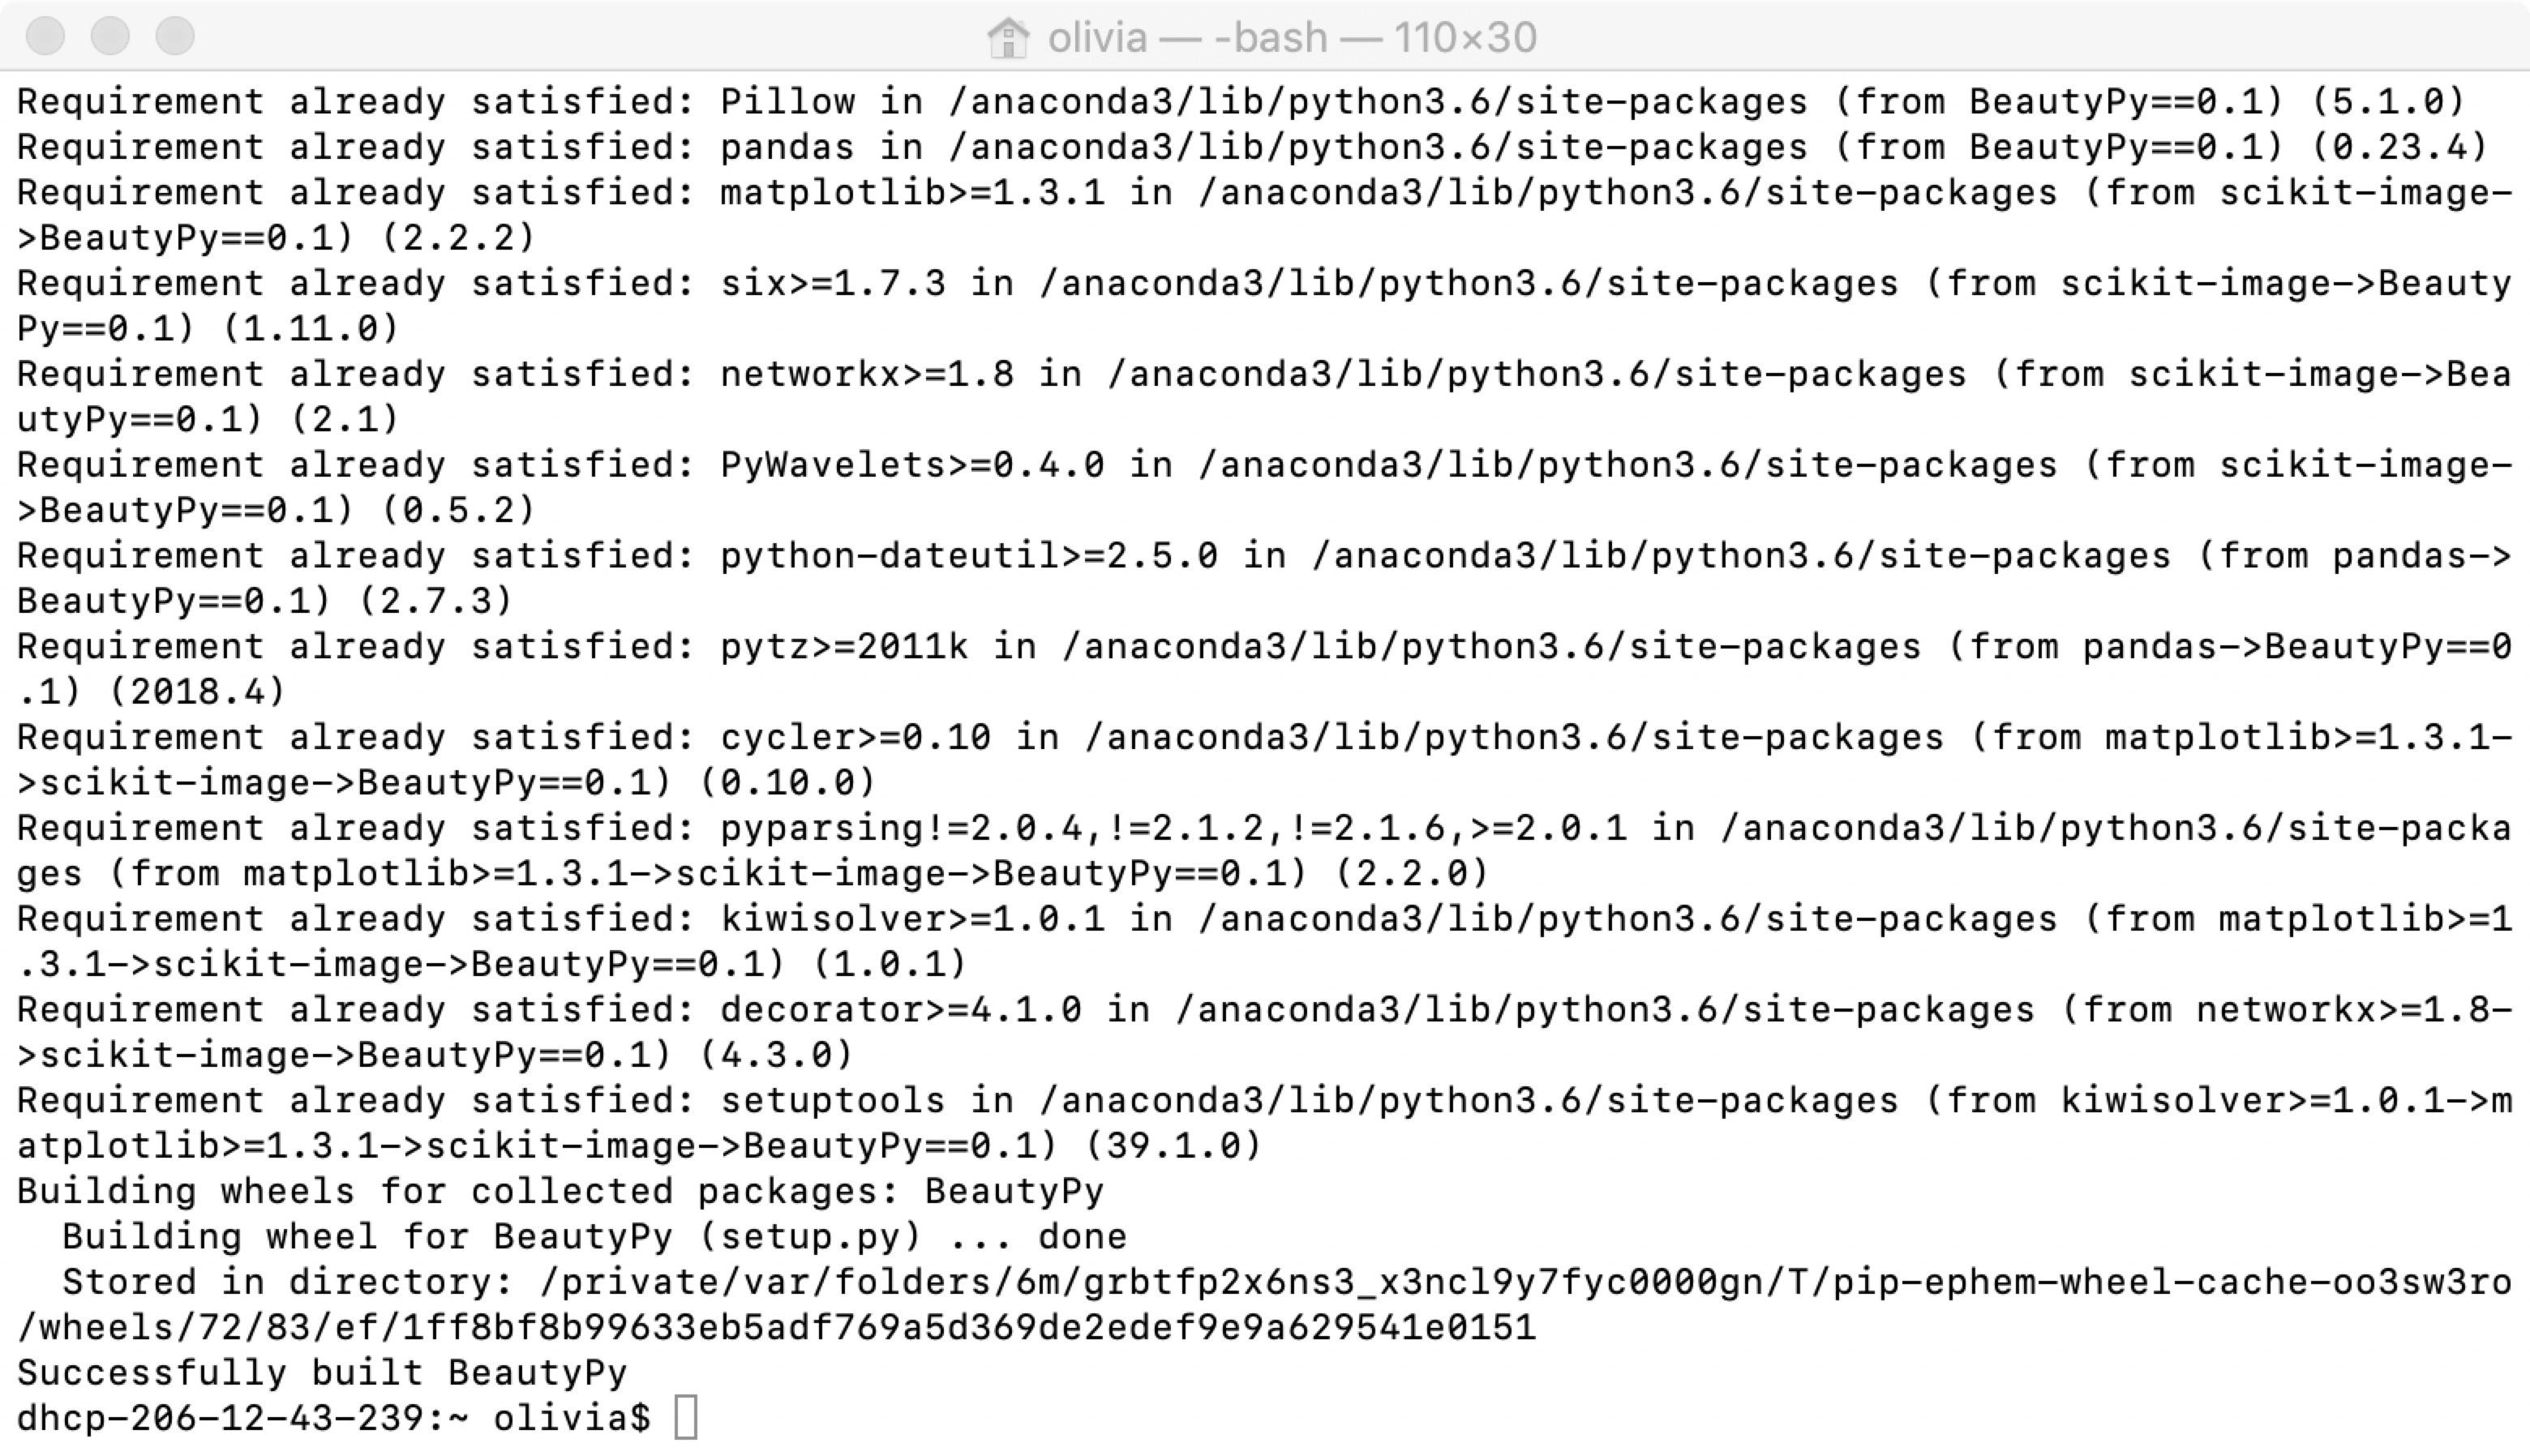 olivia — -bash — 110×30
Requirement already satisfied: Pillow in /anaconda3/lib/python3.6/site-packages (from BeautyPy==0.1) (5.1.0)
Requirement already satisfied: pandas in /anaconda3/lib/python3.6/site-packages (from BeautyPy==0.1) (0.23.4)
Requirement already satisfied: matplotlib>=1.3.1 in /anaconda3/lib/python3.6/site-packages (from scikit-image-
>BeautyPy==0.1) (2.2.2)
Requirement already satisfied: six>=1.7.3 in /anaconda3/lib/python3.6/site-packages (from scikit-image->Beauty
Py==0.1) (1.11.0)
Requirement already satisfied: networkx>=1.8 in /anaconda3/lib/python3.6/site-packages (from scikit-image->Bea
utyPy==0.1) (2.1)
Requirement already satisfied: PyWavelets>=0.4.0 in /anaconda3/lib/python3.6/site-packages (from scikit-image-
>BeautyPy==0.1) (0.5.2)
Requirement already satisfied: python-dateutil>=2.5.0 in /anaconda3/lib/python3.6/site-packages (from pandas->
BeautyPy==0.1) (2.7.3)
Requirement already satisfied: pytz>=2011k in /anaconda3/lib/python3.6/site-packages (from pandas->BeautyPy==0
.1) (2018.4)
Requirement already satisfied: cycler>=0.10 in /anaconda3/lib/python3.6/site-packages (from matplotlib>=1.3.1-
>scikit-image->BeautyPy==0.1) (0.10.0)
Requirement already satisfied: pyparsing!=2.0.4,!=2.1.2,!=2.1.6,>=2.0.1 in /anaconda3/lib/python3.6/site-packa
ges (from matplotlib>=1.3.1->scikit-image->BeautyPy==0.1) (2.2.0)
Requirement already satisfied: kiwisolver>=1.0.1 in /anaconda3/lib/python3.6/site-packages (from matplotlib>=1
.3.1->scikit-image->BeautyPy==0.1) (1.0.1)
Requirement already satisfied: decorator>=4.1.0 in /anaconda3/lib/python3.6/site-packages (from networkx>=1.8-
>scikit-image->BeautyPy==0.1) (4.3.0)
Requirement already satisfied: setuptools in /anaconda3/lib/python3.6/site-packages (from kiwisolver>=1.0.1->m
atplotlib>=1.3.1->scikit-image->BeautyPy==0.1) (39.1.0)
Building wheels for collected packages: BeautyPy
  Building wheel for BeautyPy (setup.py) ... done
  Stored in directory: /private/var/folders/6m/grbtfp2x6ns3_x3ncl9y7fyc0000gn/T/pip-ephem-wheel-cache-oo3sw3ro
/wheels/72/83/ef/1ff8bf8b99633eb5adf769a5d369de2edef9e9a629541e0151
Successfully built BeautyPy
dhcp-206-12-43-239:~ olivia$